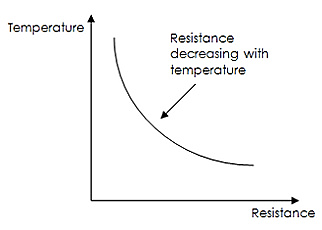 Temperature
Resistance
decreasing with
temperature
Resistance